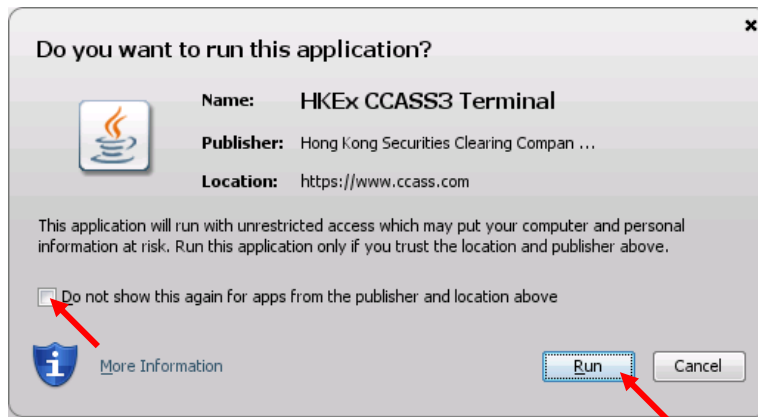 Do you want to run this application?
Name: HKEx CCASS3 Terminal
Publisher: Hong Kong Securities Clearing Compan ...
Location: https://www.ccass.com
This application will run with unrestricted access which may put your computer and personal
information at risk. Run this application only if you trust the location and publisher above.
Do not show this again for apps from the publisher and location above
More Information
Run
Cancel